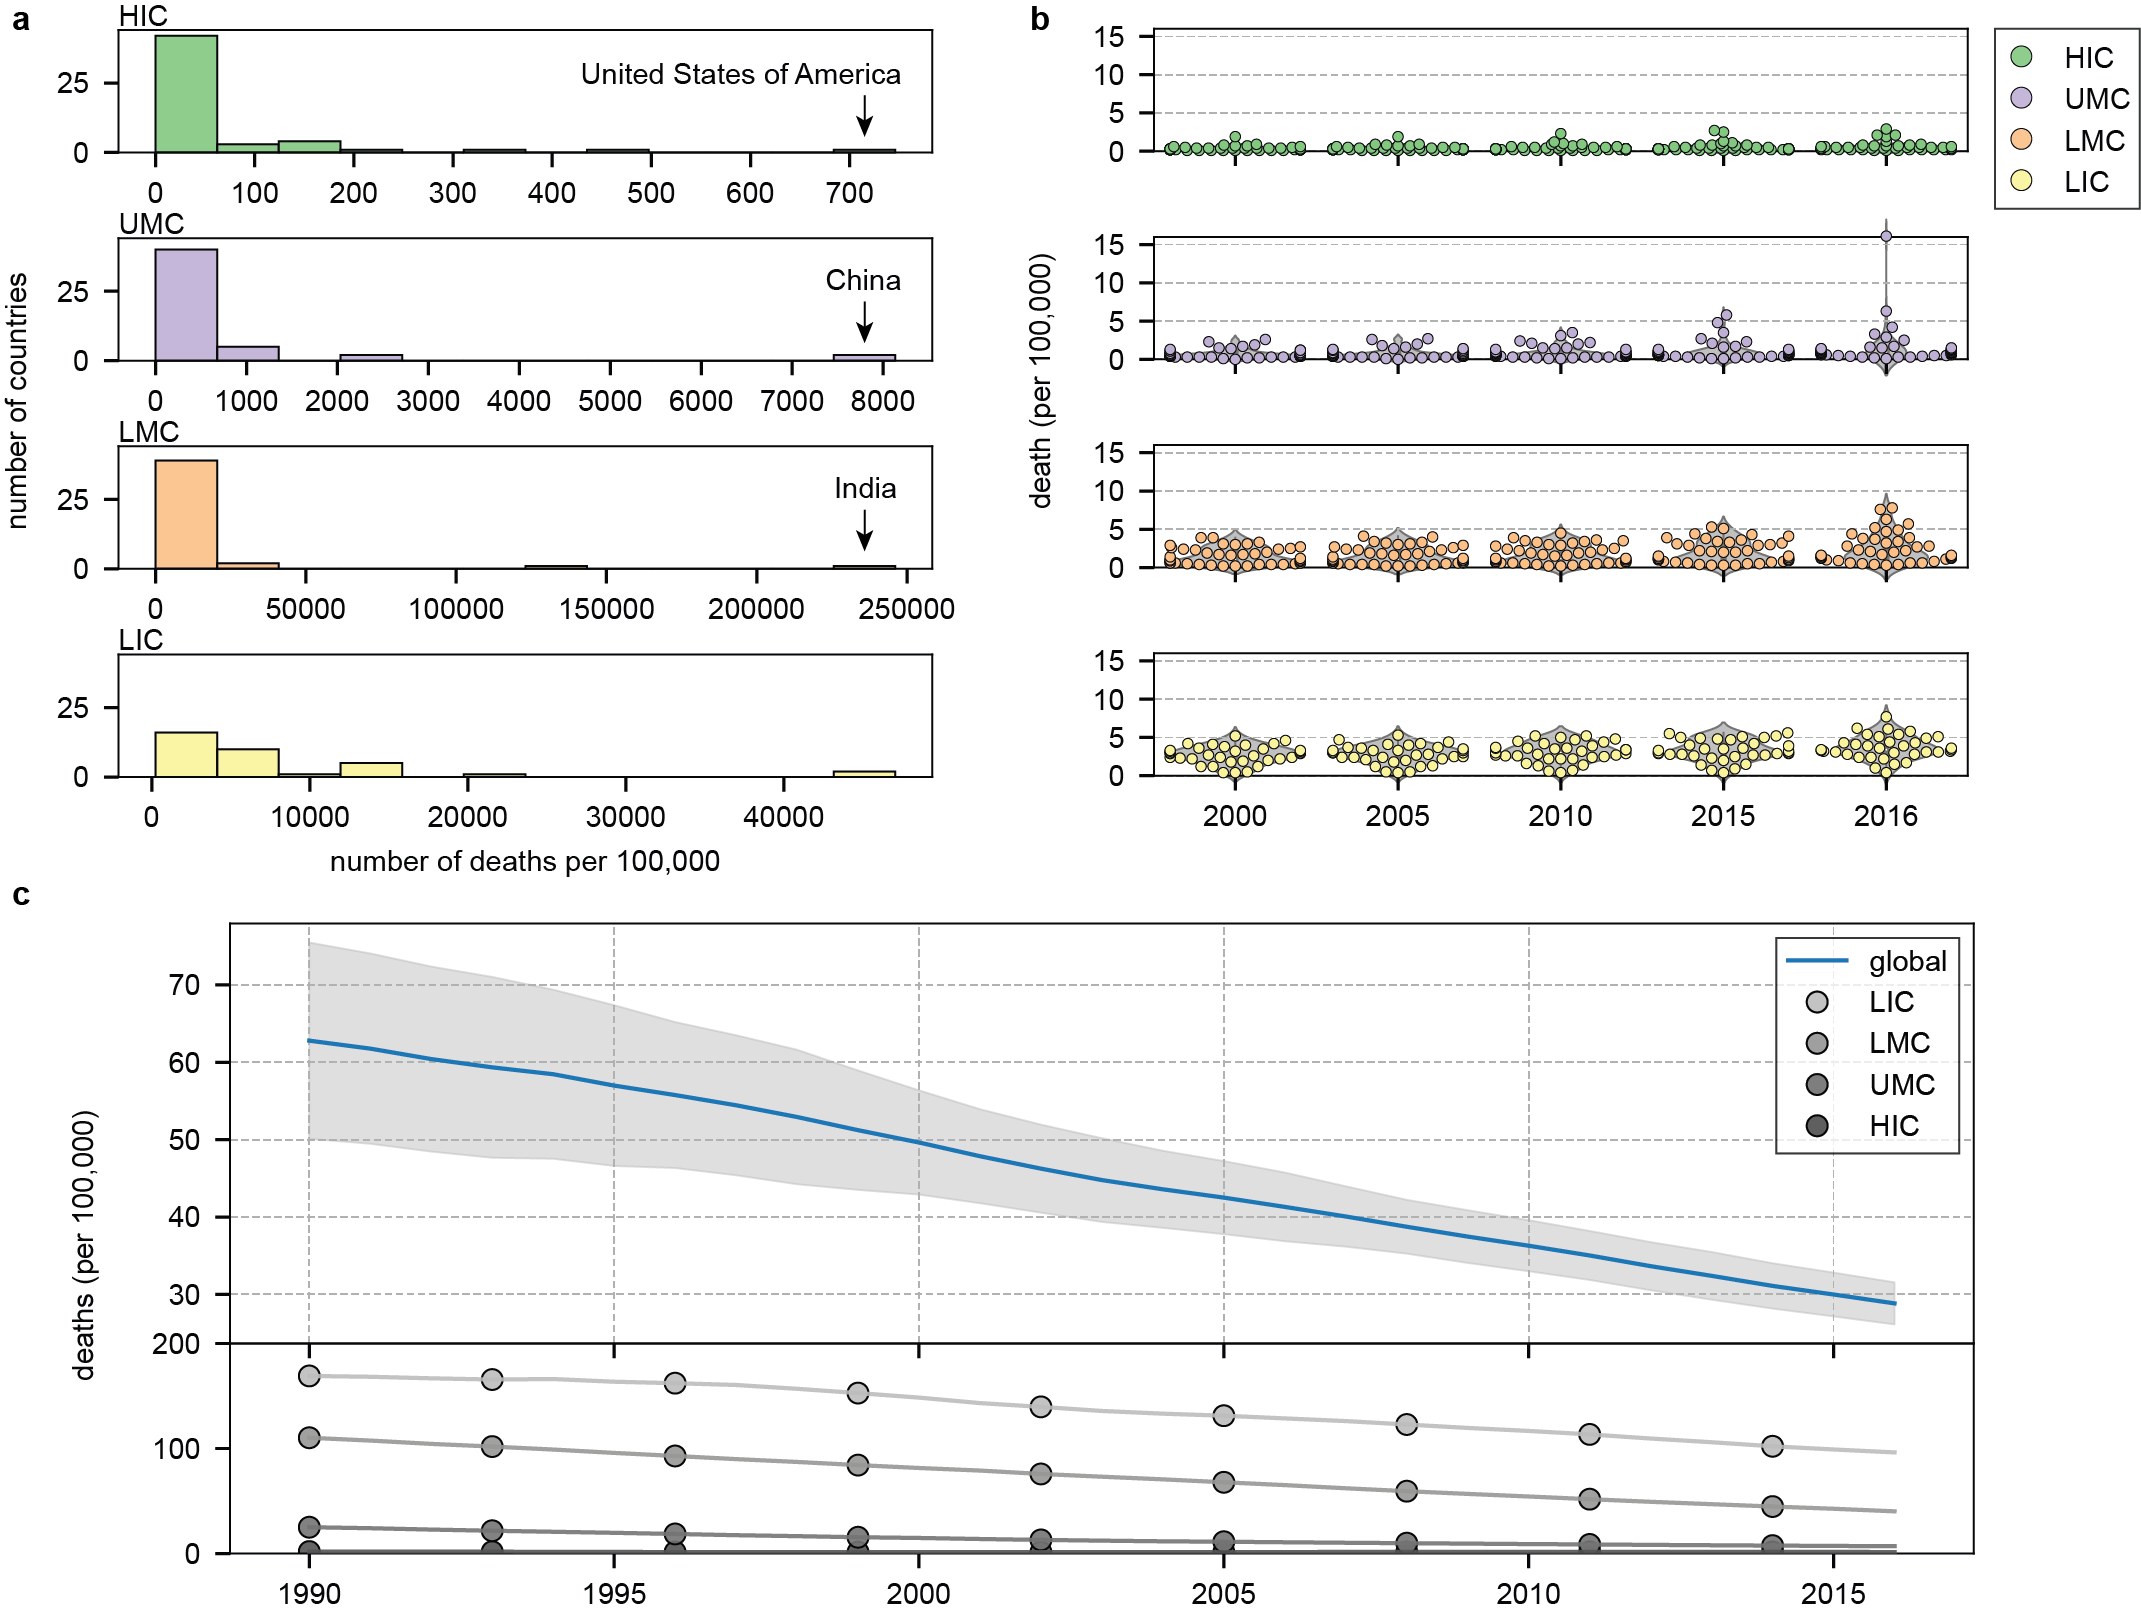 a
HIC
25
0
United States of America
0 100 200 300 400 500 600 700
UMC
25
0
China
0 1000 2000 3000 4000 5000 6000 7000 8000
LMC
25
0
India
0 50000 100000 150000 200000 250000
LIC
25
0
0 10000 20000 30000 40000
number of countries
number of deaths per 100,000
b
15
10
5
0
15
10
5
0
15
10
5
0
15
10
5
0
death (per 100,000)
2000 2005 2010 2015 2016
HIC
UMC
LMC
LIC
c
70
60
50
40
30
200
100
0
deaths (per 100,000)
1990 1995 2000 2005 2010 2015
global
LIC
LMC
UMC
HIC